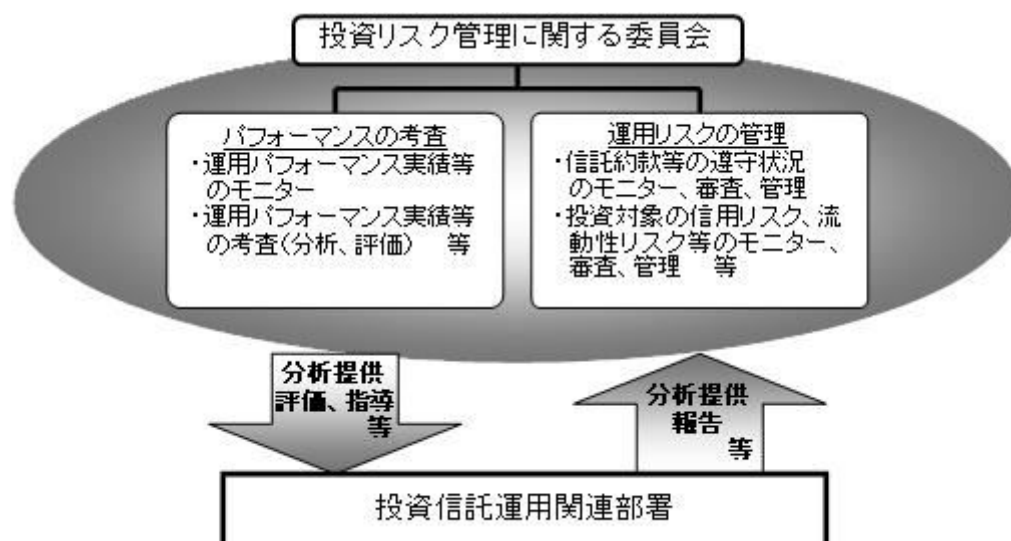 投資リスク管理に関する委員会
パフォーマンスの考査
・運用パフォーマンス実績等
のモニター
・運用パフォーマンス実績等
の考査(分析、評価) 等
運用リスクの管理
・信託約款等の遵守状況
のモニター、審査、管理
・投資対象の信用リスク、流
動性リスク等のモニター、
審査、管理 等
分析提供
評価、指導
等
分析提供
報告
等
投資信託運用関連部署